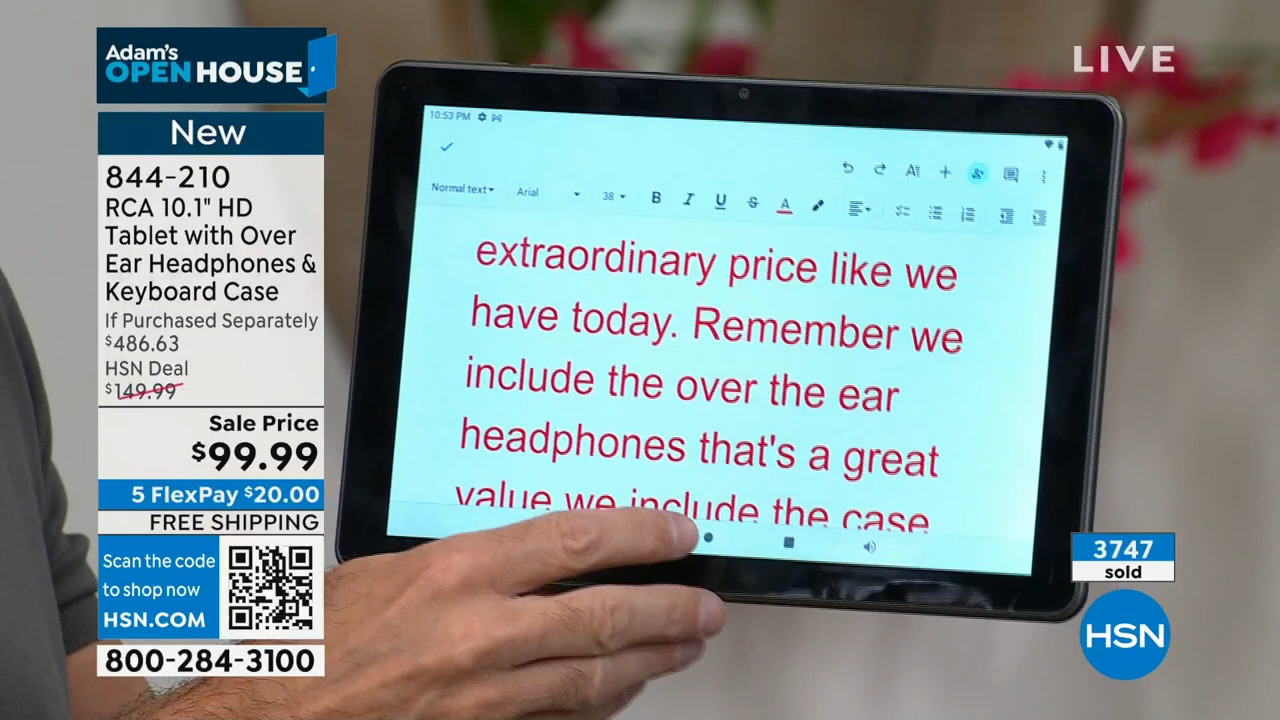 Adam's
OPEN HOUSE
New
844-210
RCA 10.1" HD
Tablet with Over
Ear Headphones &
Keyboard Case
If Purchased Separately
$486.63
HSN Deal
$149.99
Sale Price
$99.99
5 FlexPay $20.00
FREE SHIPPING
Scan the code
to shop now
HSN.COM
800-284-3100
LIVE
10:53 PM
Normal text Arial 38 B I U S A
extraordinary price like we
have today. Remember we
include the over the ear
headphones that's a great
value we include the case
3747
sold
HSN